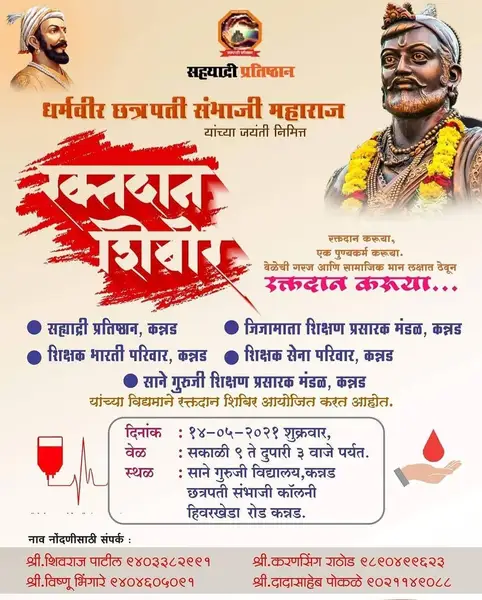 सह्याद्री प्रतिष्ठान
धर्मवीर छत्रपती संभाजी महाराज
यांच्या जयंती निमित्त
रक्तदान
शिबीर
रक्तदान करूया,
एक पुण्यकर्म करूया.
वेळेची गरज आणि सामाजिक भान लक्षात ठेवून
रक्तदान करूया...
सह्याद्री प्रतिष्ठान, कन्नड
जिजामाता शिक्षण प्रसारक मंडळ, कन्नड
शिक्षक भारती परिवार, कन्नड
शिक्षक सेना परिवार, कन्नड
साने गुरुजी शिक्षण प्रसारक मंडळ, कन्नड
यांच्या विद्यमाने रक्तदान शिबिर आयोजित करत आहोत.
दिनांक : १४-०५-२०२१ शुक्रवार,
वेळ : सकाळी ९ ते दुपारी ३ वाजे पर्यत.
स्थळ : साने गुरुजी विद्यालय,कन्नड
छत्रपती संभाजी कॉलनी
हिवरखेडा रोड कन्नड.
नाव नोंदणीसाठी संपर्क :
श्री.शिवराज पाटील ९४०३३८२९९१
श्री.करणसिंग राठोड ९८९०४९९६२३
श्री.विष्णू भिंगारे ९४०४६०५०९१
श्री.दादासाहेब पोकळे ९०२११४९०८८